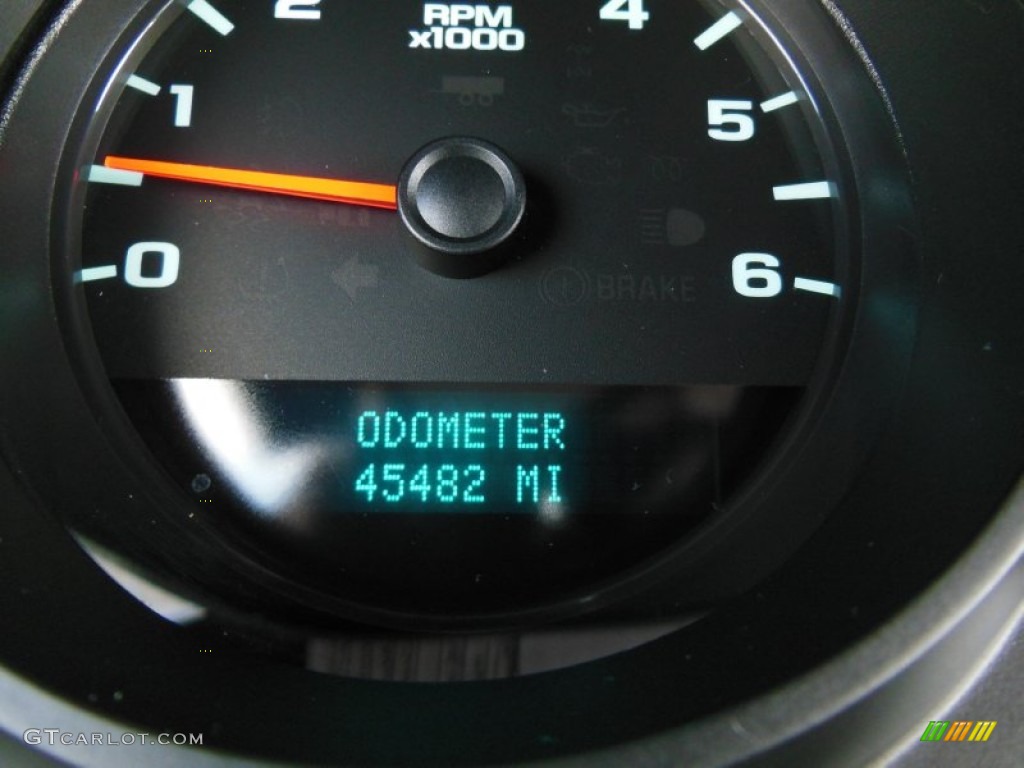 2 4
RPM
x1000
1 5
0 6
BRAKE
ODOMETER
45482 MI
GTCARLOT.COM